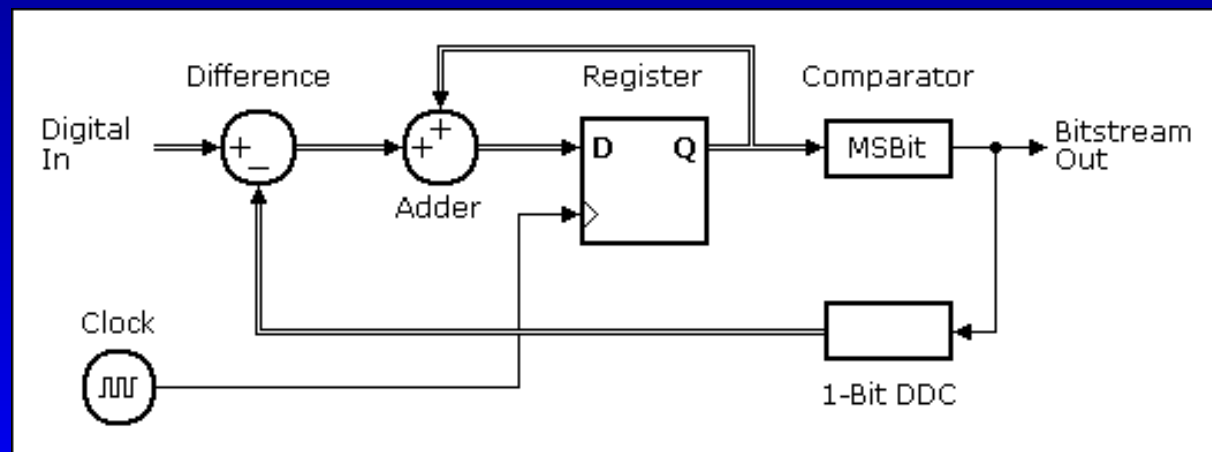 Difference
Register
Comparator
Digital
In
+
−
+
+
D
Q
MSBit
Bitstream
Out
Adder
Clock
1-Bit DDC